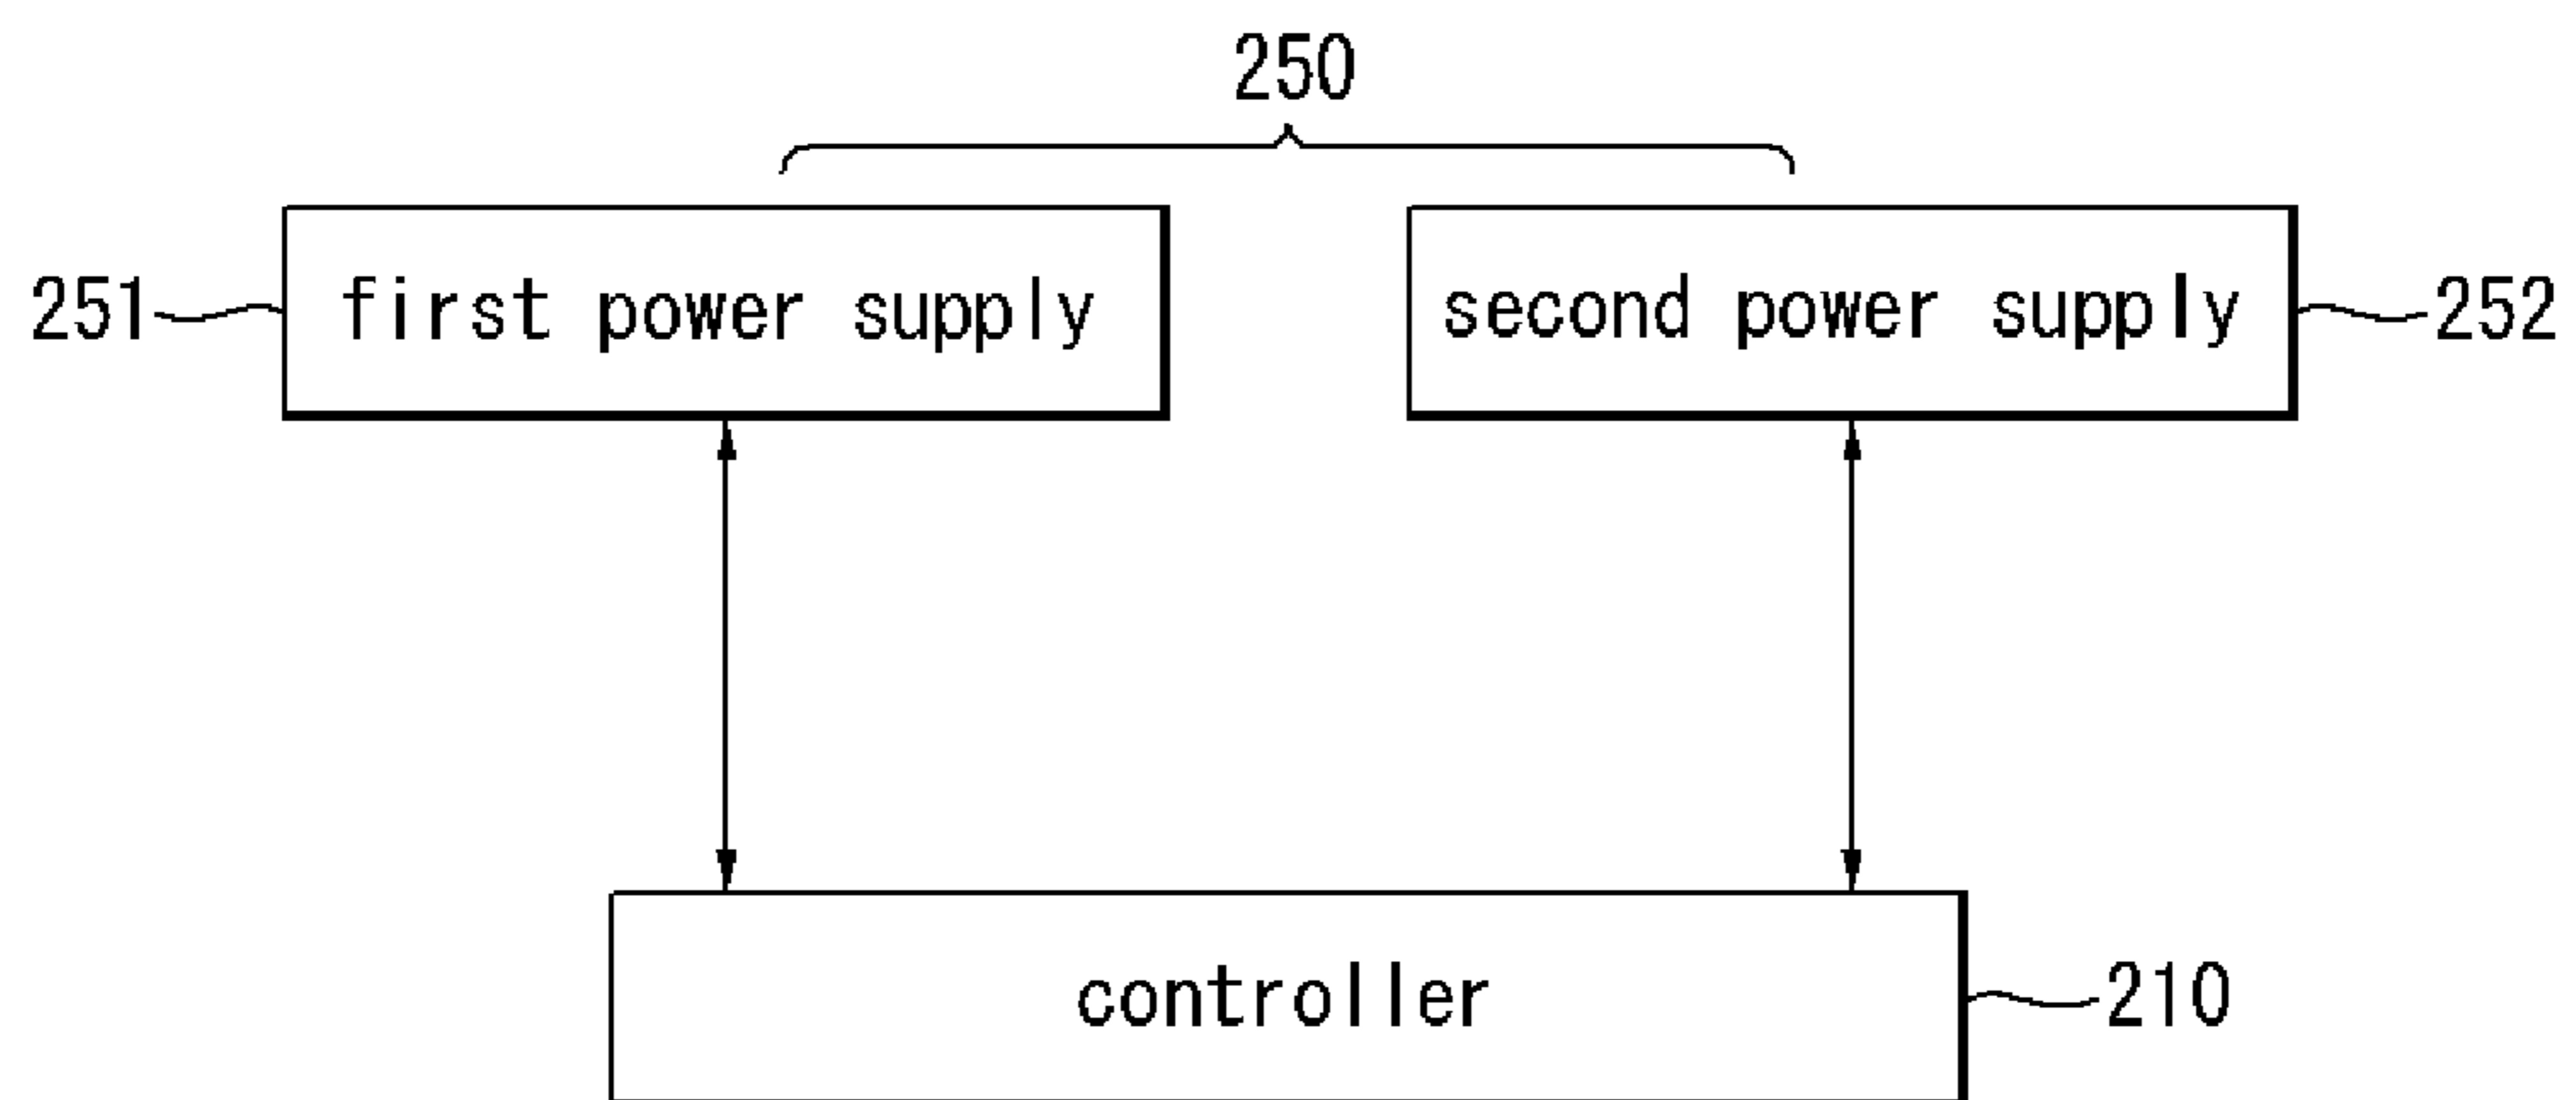 250
251 first power supply second power supply 252
controller 210